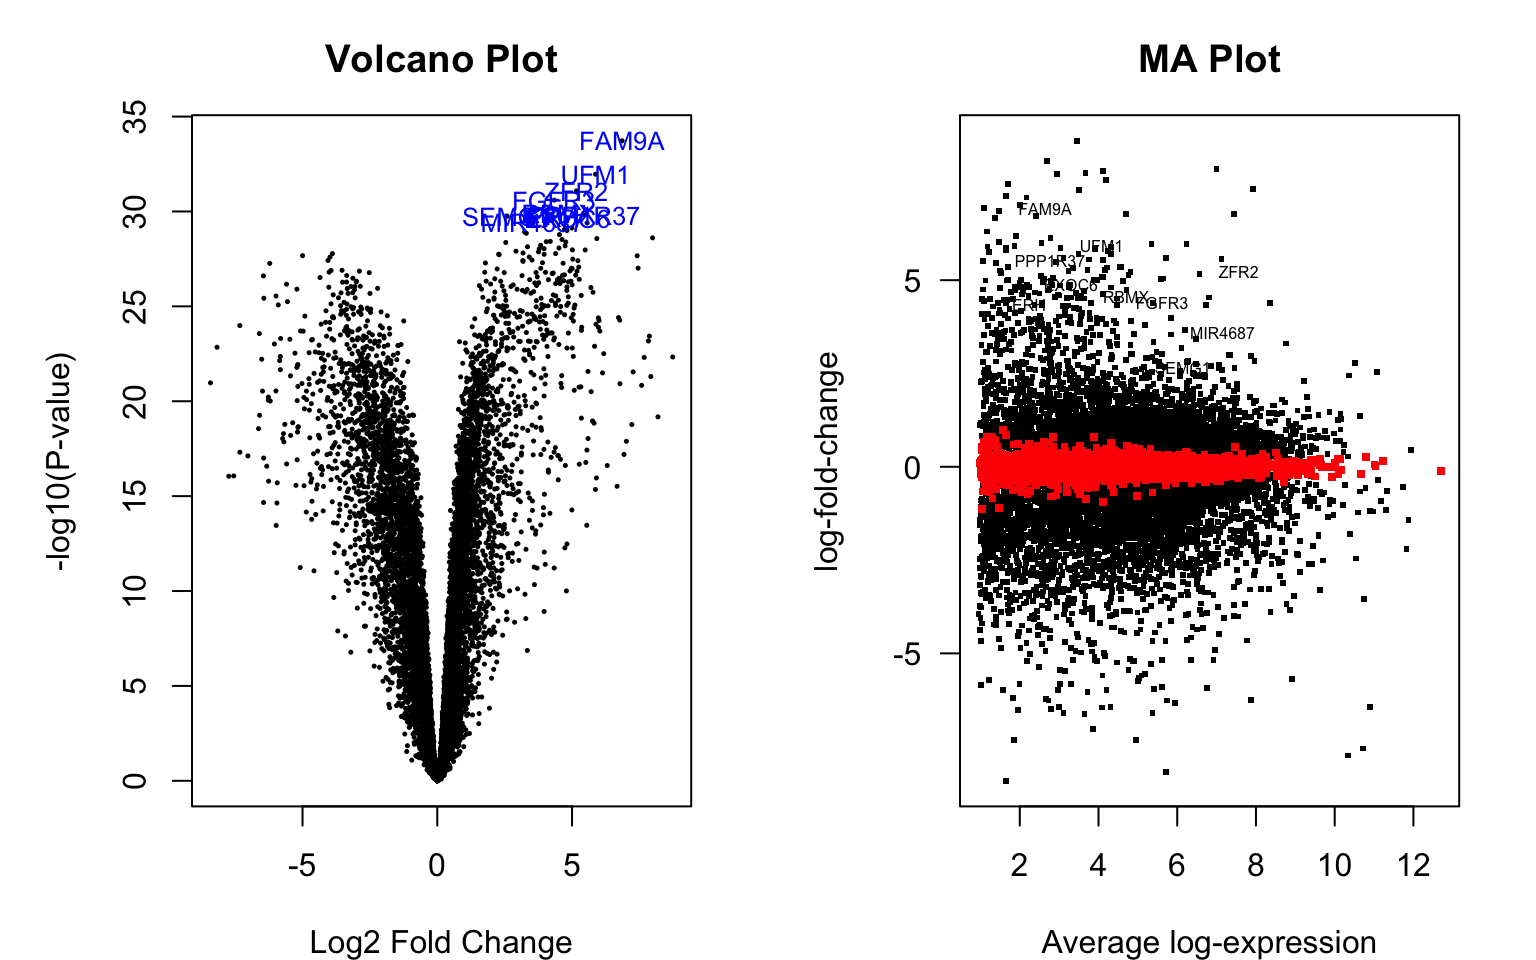 Volcano Plot
35
30
25
20
15
10
5
0
-log10(P-value)
FAM9A
UFM1
ZFR2
FGFR3
MIR4687
-5
0
5
Log2 Fold Change
MA Plot
5
0
-5
log-fold-change
FAM9A
UFM1
PPP1R37
ZFR2
EXOC6
RBMX
FGFR3
MIR4687
2
4
6
8
10
12
Average log-expression